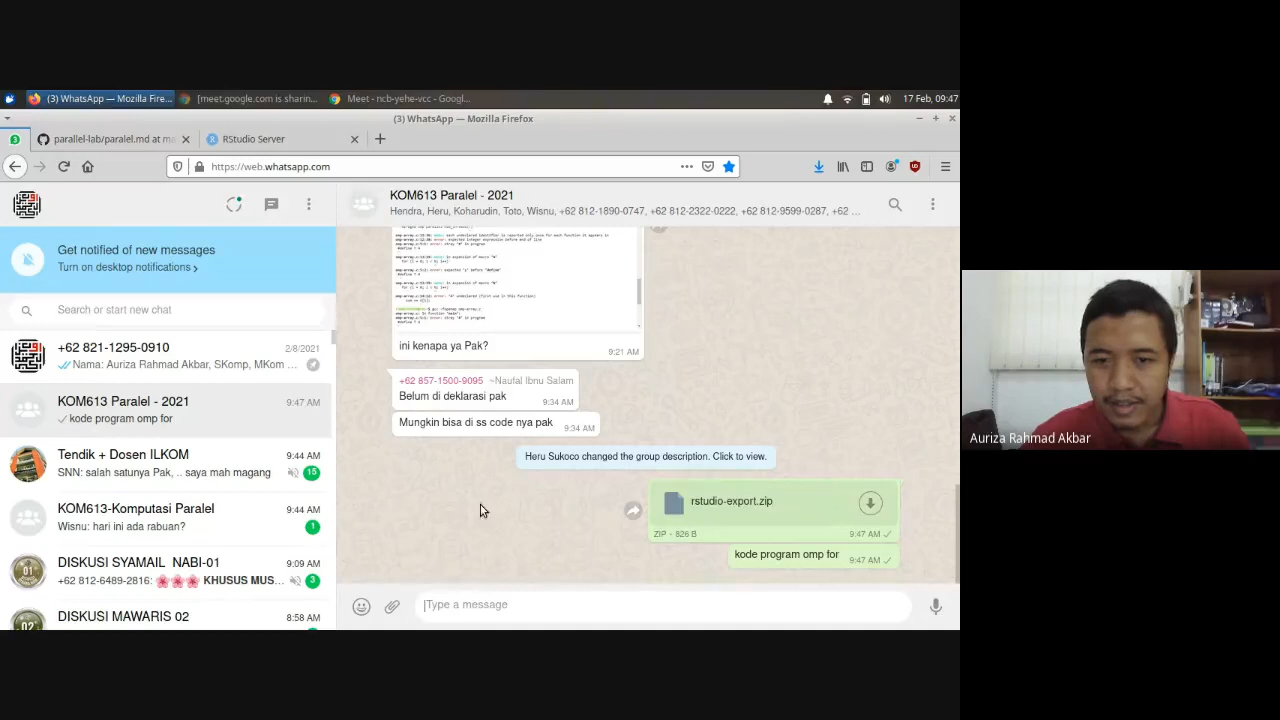 (3) WhatsApp — Mozilla Fire...
[meet.google.com is sharin...
Meet - ncb-yehe-vcc - Googl...
17 Feb, 09:47
(3) WhatsApp — Mozilla Firefox
parallel-lab/paralel.md at ma
RStudio Server
https://web.whatsapp.com
KOM613 Paralel - 2021
Hendra, Heru, Koharudin, Toto, Wisnu, +62 812-1890-0747, +62 812-2322-0222, +62 812-9599-0287, +62 ...
Get notified of new messages
Turn on desktop notifications
Search or start new chat
+62 821-1295-0910
2/8/2021
Nama: Auriza Rahmad Akbar, SKomp, MKom ...
KOM613 Paralel - 2021
9:47 AM
kode program omp for
Tendik + Dosen ILKOM
9:44 AM
SNN: salah satunya Pak, .. saya mah magang
15
KOM613-Komputasi Paralel
9:44 AM
Wisnu: hari ini ada rabuan?
1
DISKUSI SYAMAIL NABI-01
9:09 AM
+62 812-6489-2816: 🌸🌸🌸 KHUSUS MUS...
3
DISKUSI MAWARIS 02
8:58 AM
ini kenapa ya Pak?
9:21 AM
+62 857-1500-9095 ~Naufal Ibnu Salam
Belum di deklarasi pak
9:34 AM
Mungkin bisa di ss code nya pak
9:34 AM
Heru Sukoco changed the group description. Click to view.
rstudio-export.zip
ZIP • 826 B
9:47 AM
kode program omp for
9:47 AM
Type a message
Auriza Rahmad Akbar